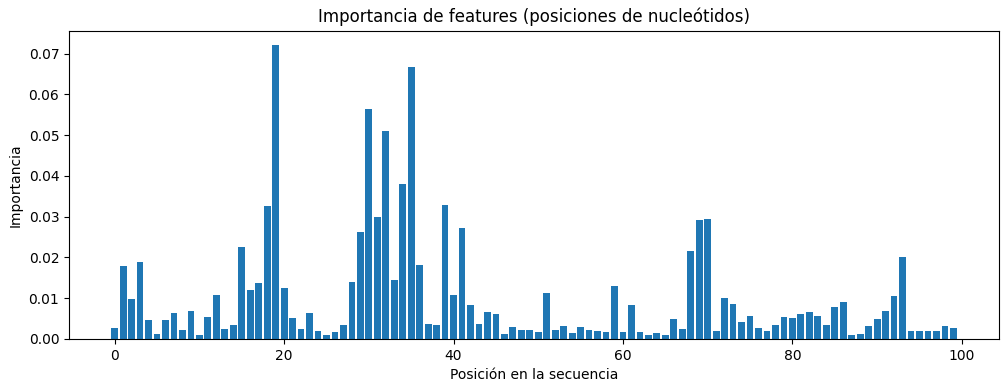 Importancia de features (posiciones de nucleótidos)
Importancia
0.07
0.06
0.05
0.04
0.03
0.02
0.01
0.00
0 20 40 60 80 100
Posición en la secuencia